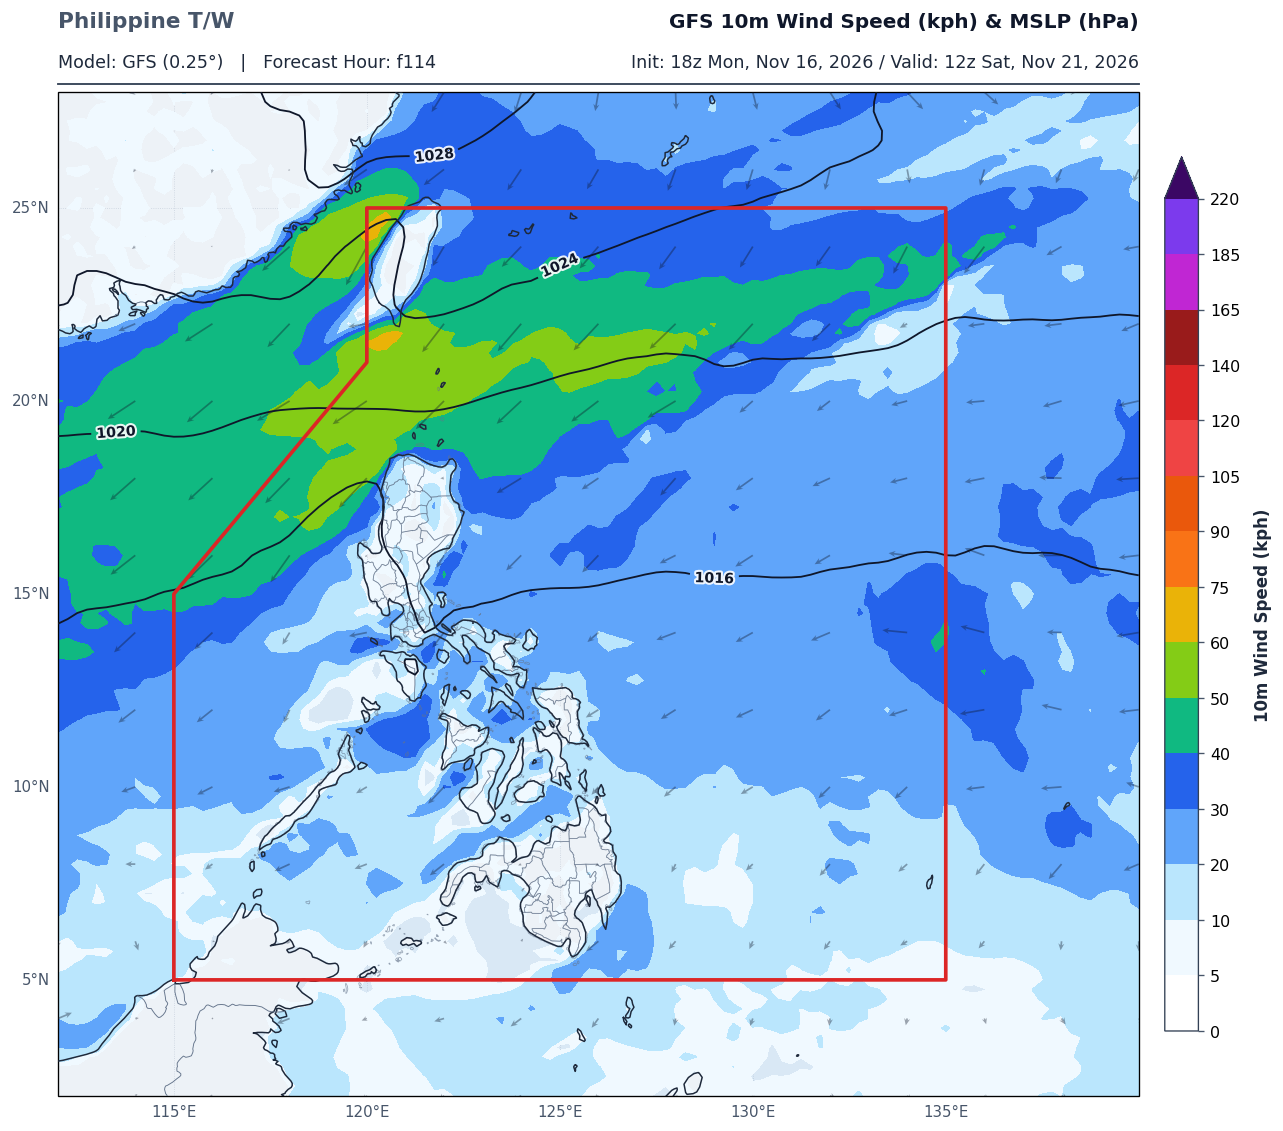 Philippine T/W
GFS 10m Wind Speed (kph) & MSLP (hPa)
Model: GFS (0.25°)   |   Forecast Hour: f114
Init: 18z Mon, Nov 16, 2026 / Valid: 12z Sat, Nov 21, 2026
1028
1024
1020
1016
25°N
20°N
15°N
10°N
5°N
115°E
120°E
125°E
130°E
135°E
220
185
165
140
120
105
90
75
60
50
40
30
20
10
5
0
10m Wind Speed (kph)